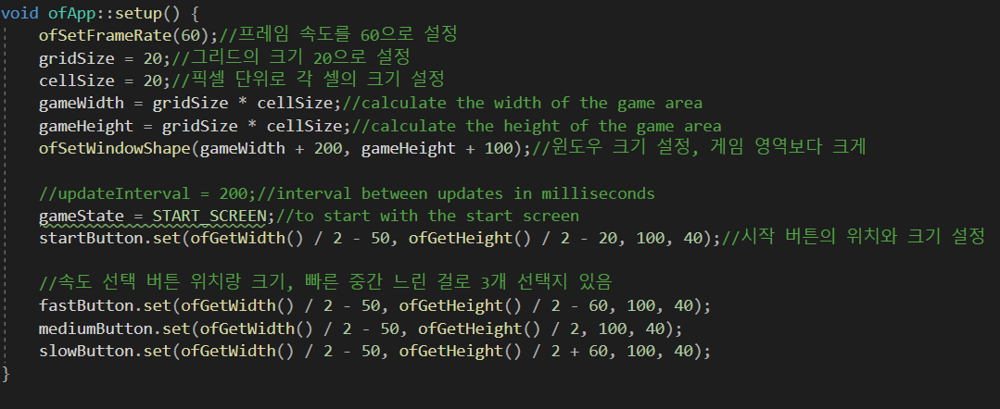 void ofApp::setup() {
ofSetFrameRate(60);//프레임 속도를 60으로 설정
gridSize = 20;//그리드의 크기 20으로 설정
cellSize = 20;//픽셀 단위로 각 셀의 크기 설정
gameWidth = gridSize * cellSize;//calculate the width of the game area
gameHeight = gridSize * cellSize;//calculate the height of the game area
ofSetWindowShape(gameWidth + 200, gameHeight + 100);//윈도우 크기 설정, 게임 영역보다 크게
//updateInterval = 200;//interval between updates in milliseconds
gameState = START_SCREEN;//to start with the start screen
startButton.set(ofGetWidth() / 2 - 50, ofGetHeight() / 2 - 20, 100, 40);//시작 버튼의 위치와 크기 설정
//속도 선택 버튼 위치랑 크기, 빠른 중간 느린 걸로 3개 선택지 있음
fastButton.set(ofGetWidth() / 2 - 50, ofGetHeight() / 2 - 60, 100, 40);
mediumButton.set(ofGetWidth() / 2 - 50, ofGetHeight() / 2, 100, 40);
slowButton.set(ofGetWidth() / 2 - 50, ofGetHeight() / 2 + 60, 100, 40);
}